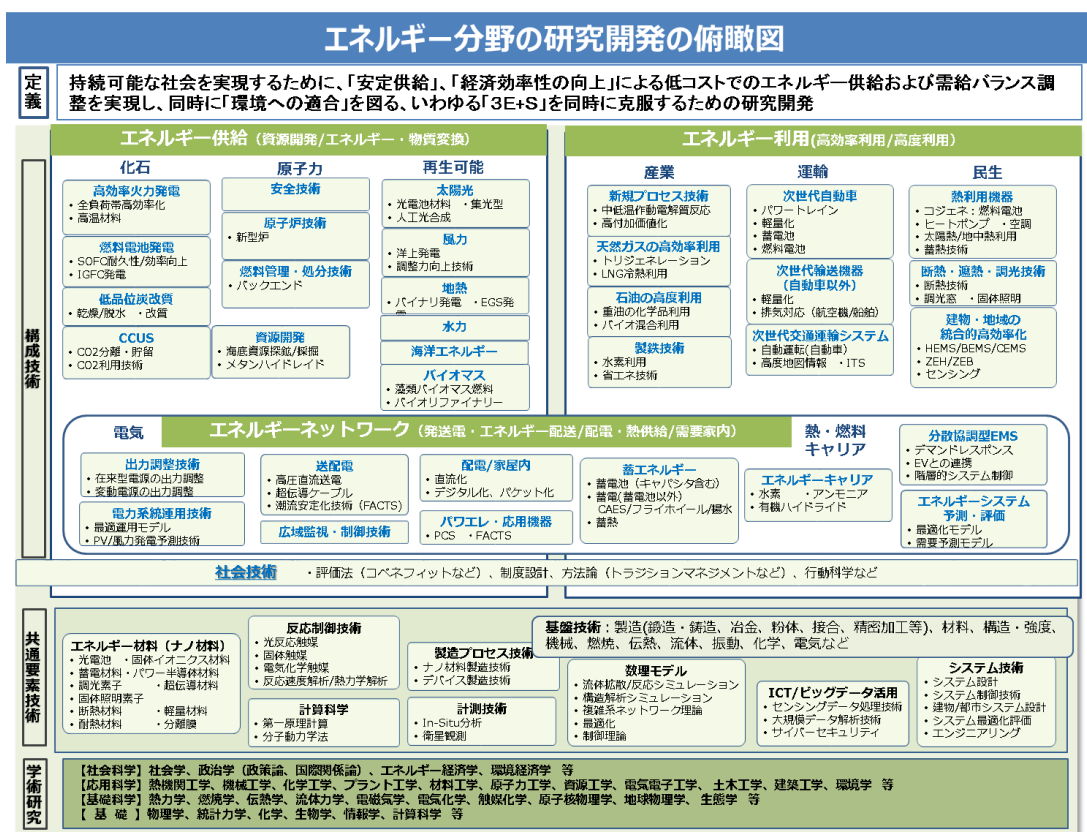 エネルギー分野の研究開発の俯瞰図
定義
持続可能な社会を実現するために、「安定供給」、「経済効率性の向上」による低コストでのエネルギー供給および需給バランス調
整を実現し、同時に「環境への適合」を図る、いわゆる「3E+S」を同時に克服するための研究開発
構成技術
エネルギー供給（資源開発/エネルギー・物質変換）
化石
高効率火力発電
・全負荷帯高効率化
・高温材料
燃料電池発電
・SOFC耐久性/効率向上
・IGFC発電
低品位炭改質
・乾燥/脱水 ・改質
CCUS
・CO2分離・貯留
・CO2利用技術
原子力
安全技術
原子炉技術
・新型炉
燃料管理・処分技術
・バックエンド
資源開発
・海底資源探鉱/採掘
・メタンハイドレイド
再生可能
太陽光
・光電池材料 ・集光型
・人工光合成
風力
・洋上発電
・調整力向上技術
地熱
・バイナリ発電 ・EGS発
水力
海洋エネルギー
バイオマス
・藻類バイオマス燃料
・バイオリファイナリー
エネルギー利用(高効率利用/高度利用)
産業
新規プロセス技術
・中低温作動電解質反応
・高付加価値化
天然ガスの高効率利用
・トリジェネレーション
・LNG冷熱利用
石油の高度利用
・重油の化学品利用
・バイオ混合利用
製鉄技術
・水素利用
・省エネ技術
運輸
次世代自動車
・パワートレイン
・軽量化
・蓄電池
・燃料電池
次世代輸送機器
（自動車以外）
・軽量化
・排気対応（航空機/船舶）
次世代交通運輸システム
・自動運転(自動車）
・高度地図情報 ・ITS
民生
熱利用機器
・コジェネ：燃料電池
・ヒートポンプ ・空調
・太陽熱/地中熱利用
・蓄熱技術
断熱・遮熱・調光技術
・断熱技術
・調光窓 ・固体照明
建物・地域の
統合的高効率化
・HEMS/BEMS/CEMS
・ZEH/ZEB
・センシング
エネルギーネットワーク（発送電・エネルギー配送/配電・熱供給/需要家内）
電気
出力調整技術
・在来型電源の出力調整
・変動電源の出力調整
電力系統運用技術
・最適運用モデル
・PV/風力発電予測技術
送配電
・高圧直流送電
・超伝導ケーブル
・潮流安定化技術（FACTS）
広域監視・制御技術
配電/家屋内
・直流化
・デジタル化、パケット化
パワエレ・応用機器
・PCS ・FACTS
蓄エネルギー
・蓄電池（キャパシタ含む）
・蓄電(蓄電池以外）
CAES/フライホイール/揚水
・蓄熱
熱・燃料
キャリア
エネルギーキャリア
・水素 ・アンモニア
・有機ハイドライド
分散協調型EMS
・デマンドレスポンス
・EVとの連携
・階層的システム制御
エネルギーシステム
予測・評価
・最適化モデル
・需要予測モデル
社会技術 ・評価法（コベネフィットなど）、制度設計、方法論（トラジションマネジメントなど）、行動科学など
共通要素技術
エネルギー材料（ナノ材料）
・光電池 ・固体イオニクス材料
・蓄電材料・パワー半導体材料
・調光素子 ・超伝導材料
・固体照明素子
・断熱材料 ・軽量材料
・耐熱材料 ・分離膜
反応制御技術
・光反応触媒
・固体触媒
・電気化学触媒
・反応速度解析/熱力学解析
計算科学
・第一原理計算
・分子動力学法
製造プロセス技術
・ナノ材料製造技術
・デバイス製造技術
計測技術
・In-Situ分析
・衛星観測
基盤技術：製造(鍛造・鋳造、冶金、粉体、接合、精密加工等)、材料、構造・強度、
機械、燃焼、伝熱、流体、振動、化学、電気など
数理モデル
・流体拡散/反応シミュレーション
・構造解析シミュレーション
・複雑系ネットワーク理論
・最適化
・制御理論
ICT/ビッグデータ活用
・センシングデータ処理技術
・大規模データ解析技術
・サイバーセキュリティ
システム技術
・システム設計
・システム制御技術
・建物/都市システム設計
・システム最適化評価
・エンジニアリング
学術研究
【社会科学】社会学、政治学（政策論、国際関係論）、エネルギー経済学、環境経済学 等
【応用科学】熱機関工学、機械工学、化学工学、プラント工学、材料工学、原子力工学、資源工学、電気電子工学、土木工学、建築工学、環境学 等
【基礎科学】熱力学、燃焼学、伝熱学、流体力学、電磁気学、電気化学、触媒化学、原子核物理学、地球物理学、生態学 等
【 基 礎 】物理学、統計力学、化学、生物学、情報学、計算科学 等